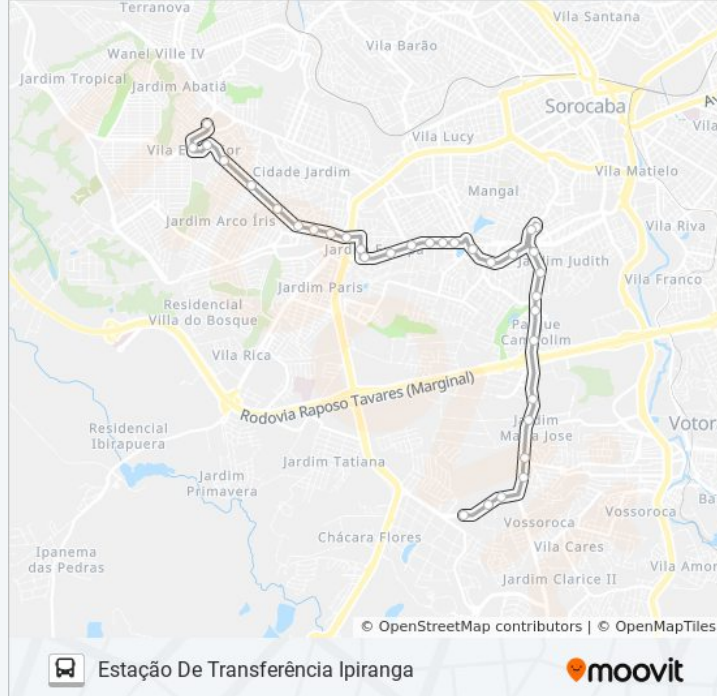 Terranova
Vila Santana
Wanel Ville IV
Vila Barão
Jardim Tropical
Jardim Abatiá
Sorocaba
Vila Lucy
Vila
Cidade Jardim
Vila Matielo
Mangal
Jardim Arco Íris
Vila Riva
Jardim Judith
Jardim Paris
Vila Franco
Residencial
Villa do Bosque
Vila Rica
Rodovia Raposo Tavares (Marginal)
Residencial
Ibirapuera
Jardim
Votor
Jardim Tatiana
Jardim
Primavera
Vossoroca
Vossoroca
Chácara Flores
Vila Cares
Ipanema
das Pedras
Vila Amor
Jardim Clarice II
© OpenStreetMap contributors | © OpenMapTiles
Estação De Transferência Ipiranga
moovit